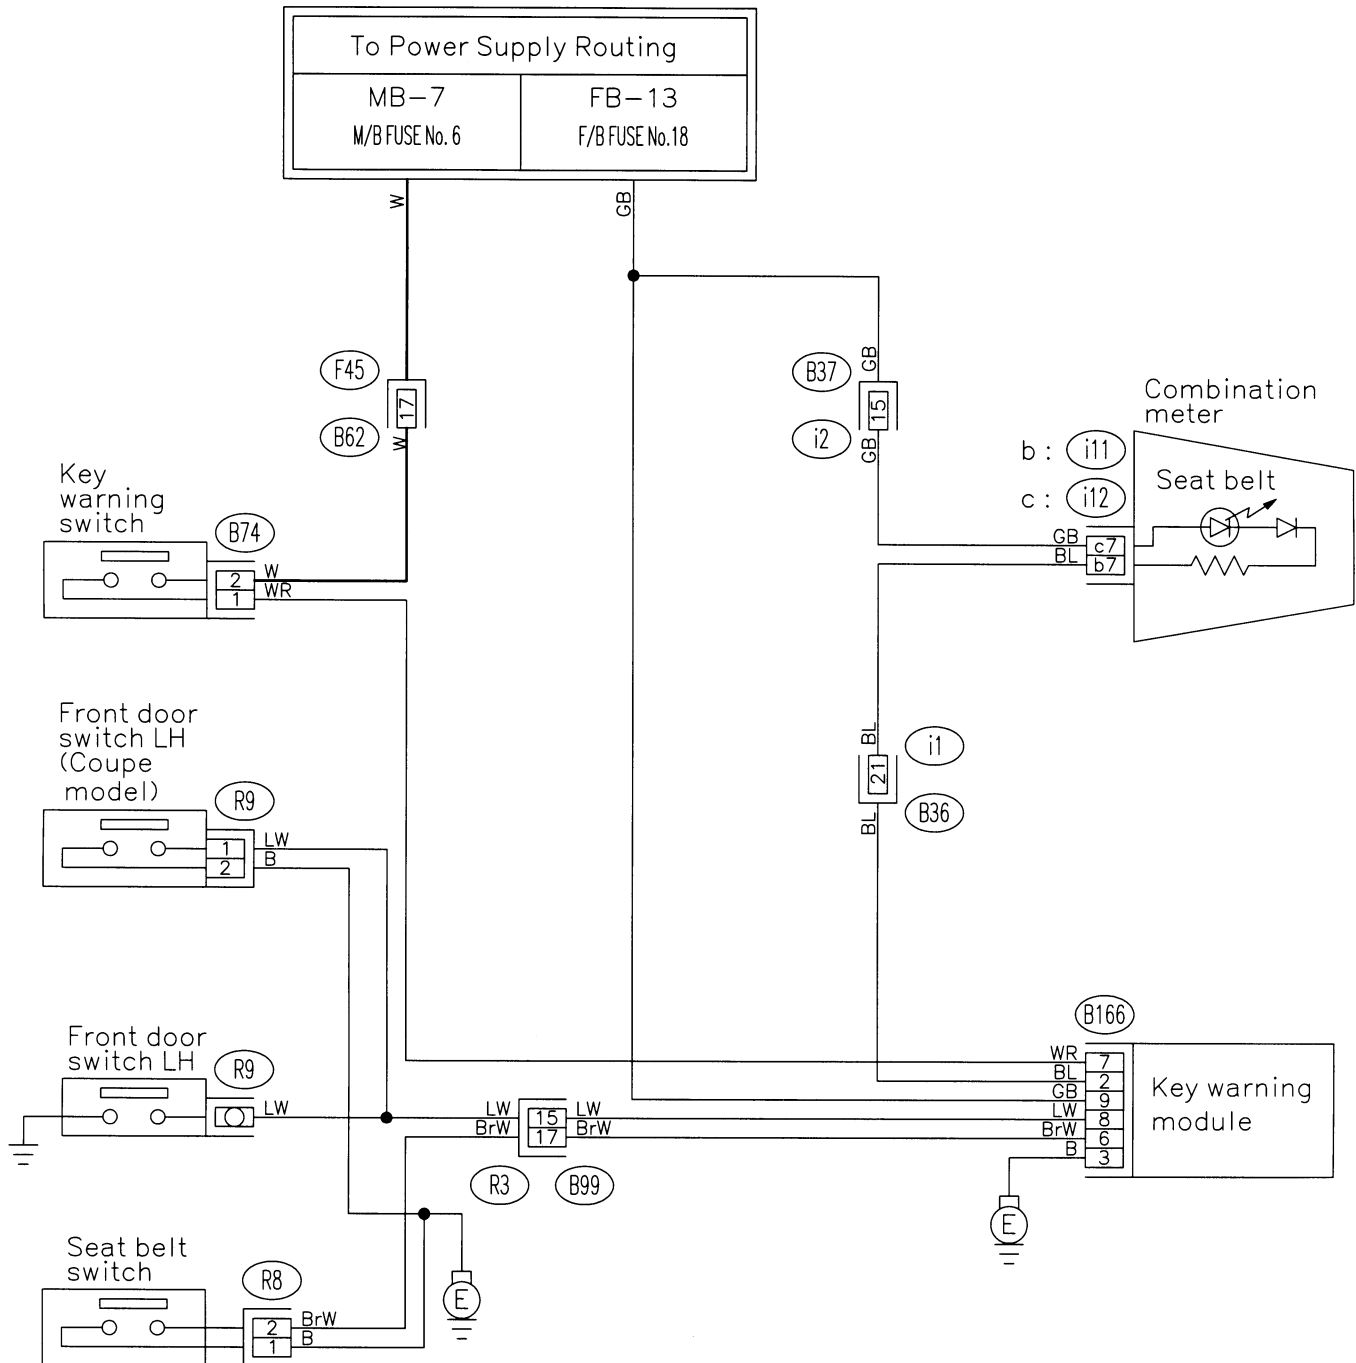 To Power Supply Routing
MB-7
M/B FUSE No. 6
FB-13
F/B FUSE No.18
W
GB
F45
17
B62
W
GB
B37
15
i2
GB
Combination
meter
b : i11
c : i12
Seat belt
GB
c7
BL
b7
Key
warning
switch
B74
2
W
1
WR
Front door
switch LH
(Coupe
model)
R9
1
LW
2
B
BL
i1
21
B36
BL
Front door
switch LH
R9
LW
LW
15
LW
BrW
17
BrW
R3
B99
B166
WR
7
BL
2
GB
9
LW
8
BrW
6
B
3
Key warning
module
E
E
Seat belt
switch
R8
2
BrW
1
B